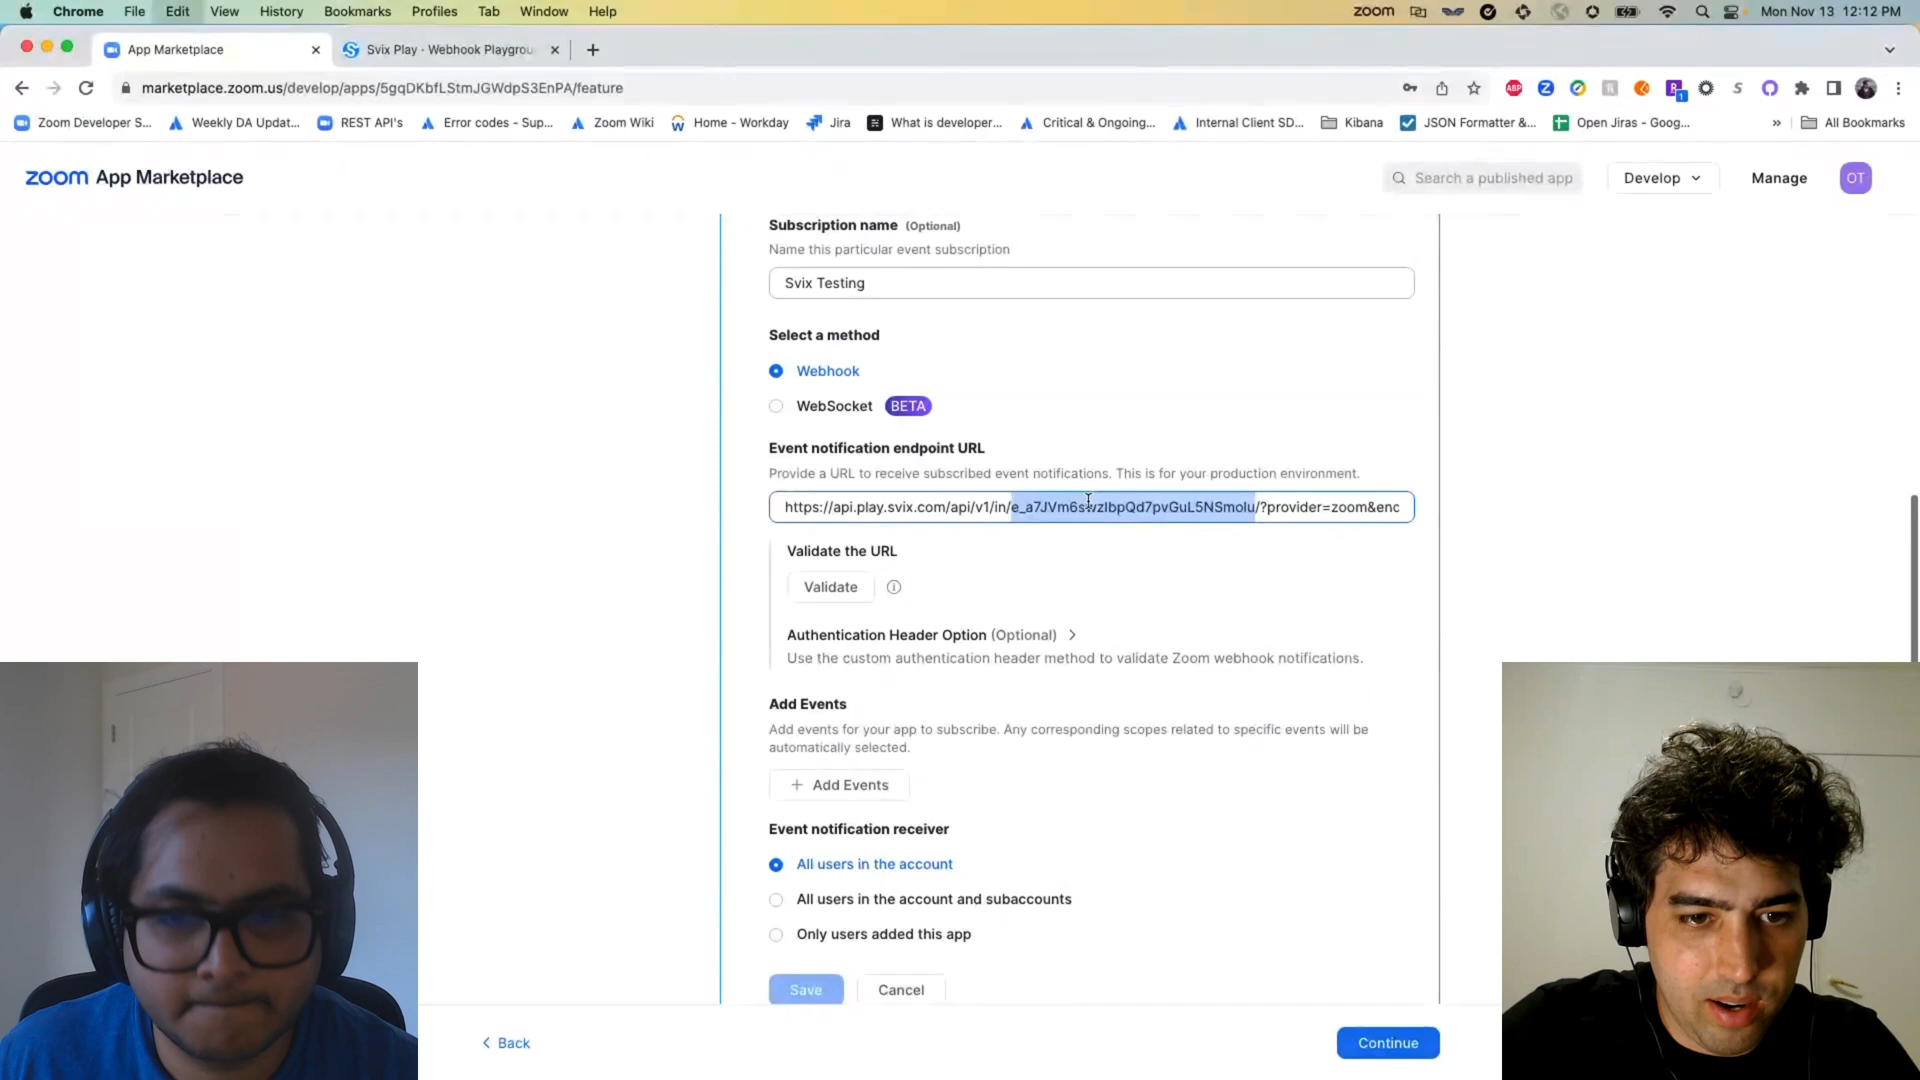 Chrome File Edit View History Bookmarks Profiles Tab Window Help zoom Mon Nov 13 12:12 PM
App Marketplace Svix Play - Webhook Playgrou
marketplace.zoom.us/develop/apps/5gqDKbfLStmJGWdpS3EnPA/feature
Zoom Developer S... Weekly DA Updat... REST API's Error codes - Sup... Zoom Wiki Home - Workday Jira What is developer... Critical & Ongoing... Internal Client SD... Kibana JSON Formatter &... Open Jiras - Goog... » All Bookmarks
zoom App Marketplace Search a published app Develop Manage OT
Subscription name (Optional)
Name this particular event subscription
Svix Testing
Select a method
Webhook
WebSocket BETA
Event notification endpoint URL
Provide a URL to receive subscribed event notifications. This is for your production environment.
https://api.play.svix.com/api/v1/in/e_a7JVm6swzIbpQd7pvGuL5NSmolu/?provider=zoom&enc
Validate the URL
Validate
Authentication Header Option (Optional)
Use the custom authentication header method to validate Zoom webhook notifications.
Add Events
Add events for your app to subscribe. Any corresponding scopes related to specific events will be
automatically selected.
+ Add Events
Event notification receiver
All users in the account
All users in the account and subaccounts
Only users added this app
Save Cancel
Back Continue